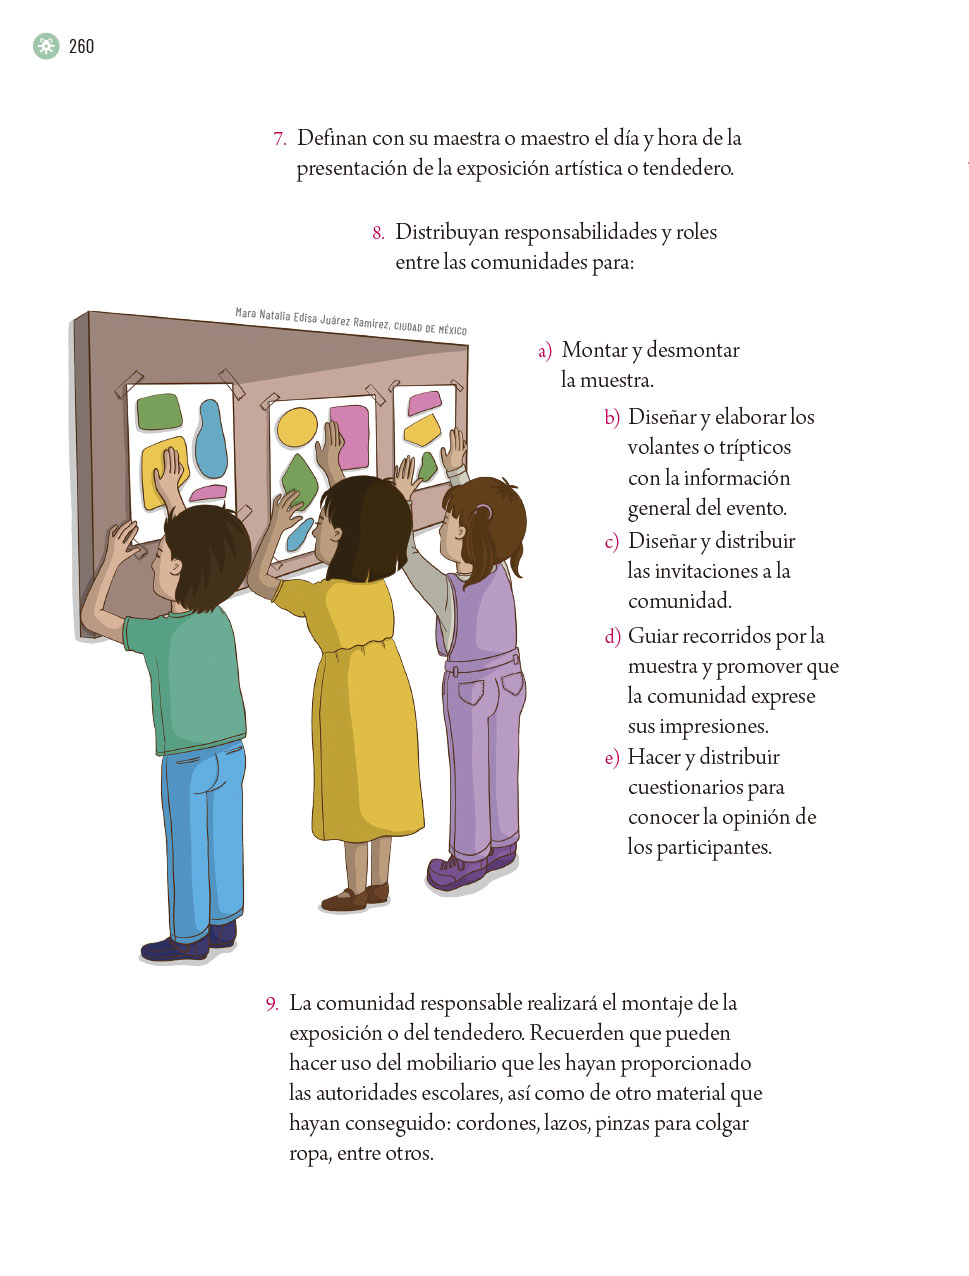 260
7. Definan con su maestra o maestro el día y hora de la
presentación de la exposición artística o tendedero.
8. Distribuyan responsabilidades y roles
entre las comunidades para:
Mara Natalia Edisa Juárez Ramírez, CIUDAD DE MÉXICO
a) Montar y desmontar
la muestra.
b) Diseñar y elaborar los
volantes o trípticos
con la información
general del evento.
c) Diseñar y distribuir
las invitaciones a la
comunidad.
d) Guiar recorridos por la
muestra y promover que
la comunidad exprese
sus impresiones.
e) Hacer y distribuir
cuestionarios para
conocer la opinión de
los participantes.
9. La comunidad responsable realizará el montaje de la
exposición o del tendedero. Recuerden que pueden
hacer uso del mobiliario que les hayan proporcionado
las autoridades escolares, así como de otro material que
hayan conseguido: cordones, lazos, pinzas para colgar
ropa, entre otros.